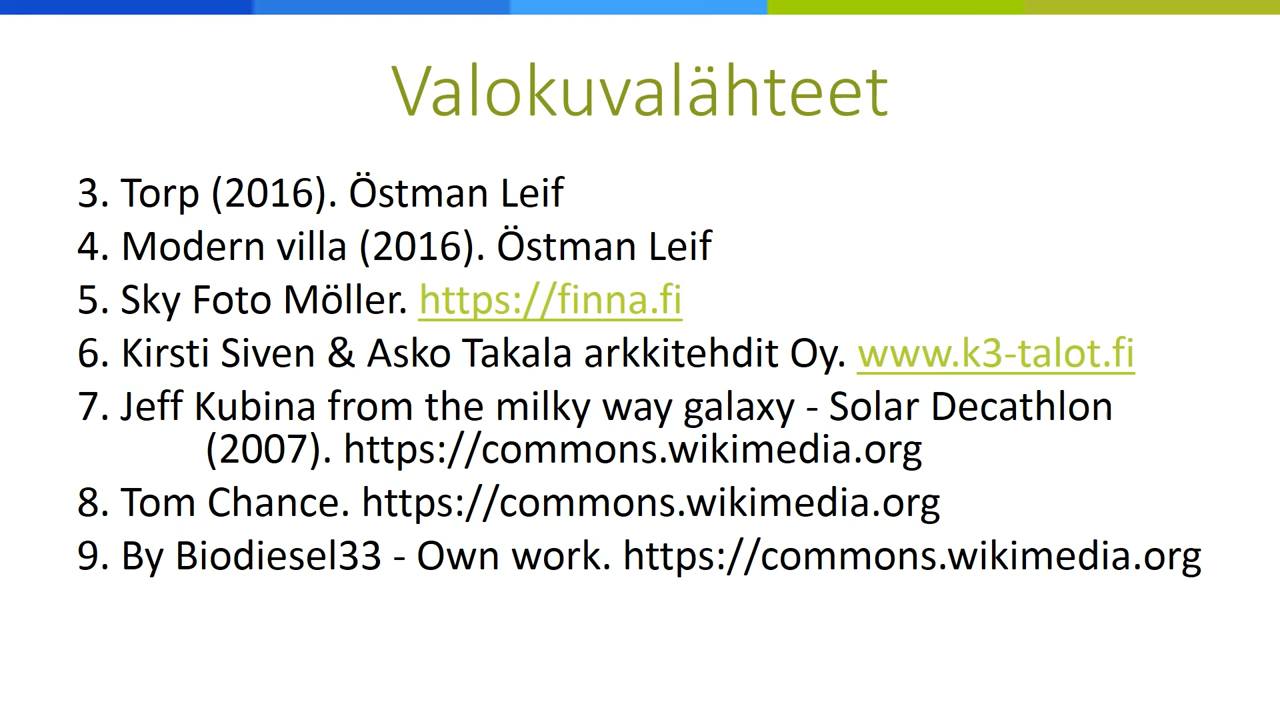 Valokuvalähteet
3. Torp (2016). Östman Leif
4. Modern villa (2016). Östman Leif
5. Sky Foto Möller. https://finna.fi
6. Kirsti Siven & Asko Takala arkkitehdit Oy. www.k3-talot.fi
7. Jeff Kubina from the milky way galaxy - Solar Decathlon
(2007). https://commons.wikimedia.org
8. Tom Chance. https://commons.wikimedia.org
9. By Biodiesel33 - Own work. https://commons.wikimedia.org